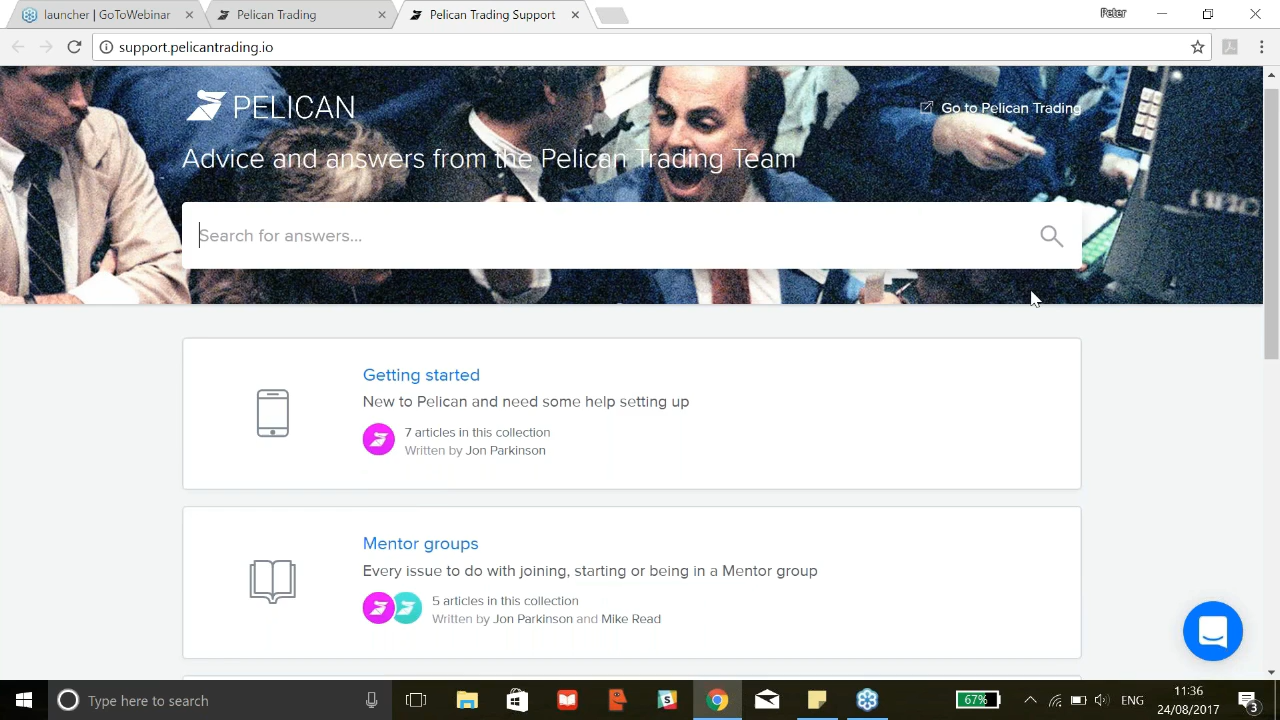 launcher | GoToWebinar
Pelican Trading
Pelican Trading Support
Peter
support.pelicantrading.io
PELICAN
Go to Pelican Trading
Advice and answers from the Pelican Trading Team
Search for answers...
Getting started
New to Pelican and need some help setting up
7 articles in this collection
Written by Jon Parkinson
Mentor groups
Every issue to do with joining, starting or being in a Mentor group
5 articles in this collection
Written by Jon Parkinson and Mike Read
Type here to search
67%
ENG
11:36
24/08/2017
3